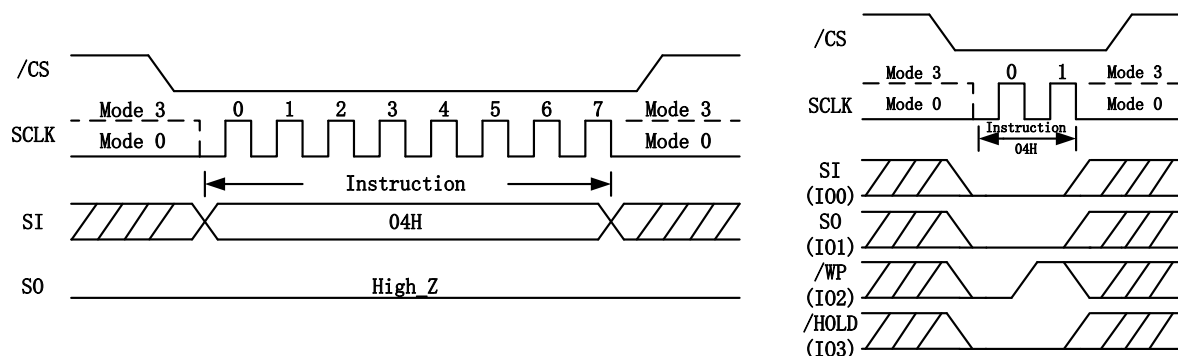 /CS
Mode 3 0 1 2 3 4 5 6 7 Mode 3
SCLK
Mode 0 Mode 0
Instruction
SI 04H
SO High_Z
/CS
Mode 3 0 1 Mode 3
SCLK Mode 0 Mode 0
Instruction
04H
SI
(IO0)
SO
(IO1)
/WP
(IO2)
/HOLD
(IO3)